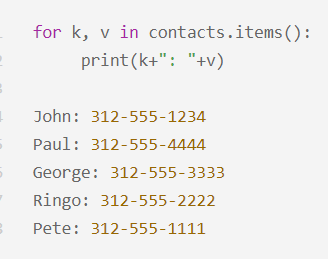 for k, v in contacts.items():
     print(k+": "+v)
John: 312-555-1234
Paul: 312-555-4444
George: 312-555-3333
Ringo: 312-555-2222
Pete: 312-555-1111